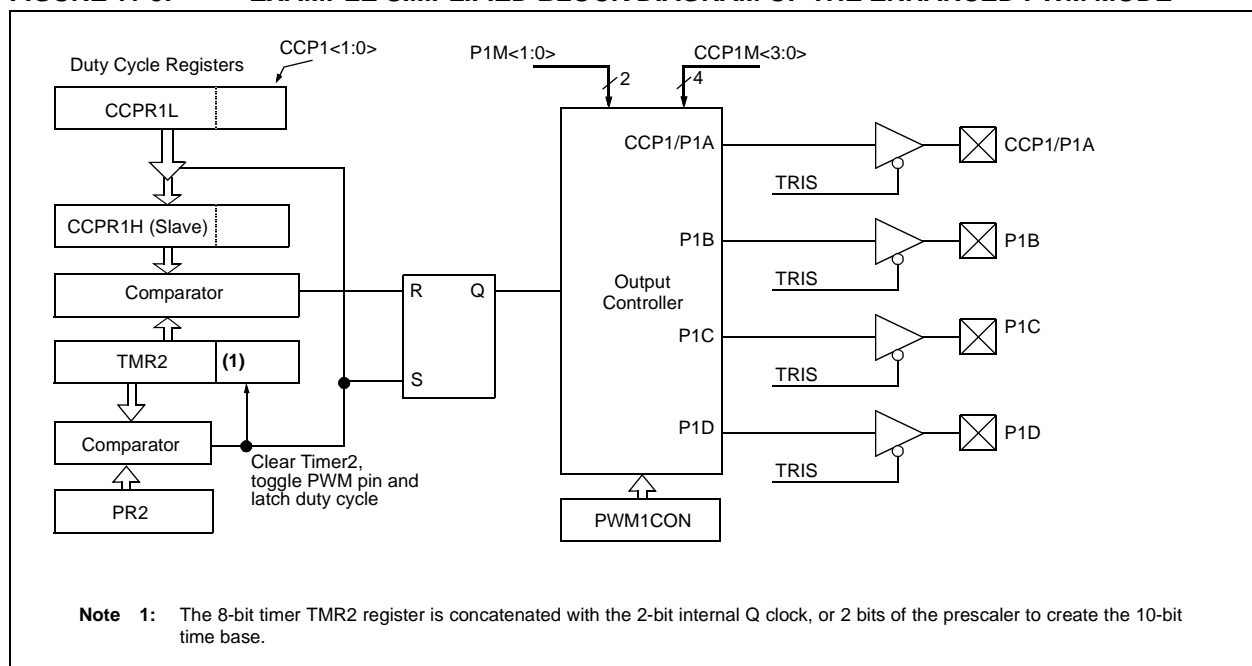 CCP1<1:0>
Duty Cycle Registers
CCPR1L
CCPR1H (Slave)
Comparator
TMR2
(1)
Comparator
PR2
Clear Timer2,
toggle PWM pin and
latch duty cycle
R
Q
S
P1M<1:0>
2
CCP1M<3:0>
4
Output
Controller
CCP1/P1A
P1B
P1C
P1D
PWM1CON
TRIS
CCP1/P1A
TRIS
P1B
TRIS
P1C
TRIS
P1D
Note 1: The 8-bit timer TMR2 register is concatenated with the 2-bit internal Q clock, or 2 bits of the prescaler to create the 10-bit
time base.